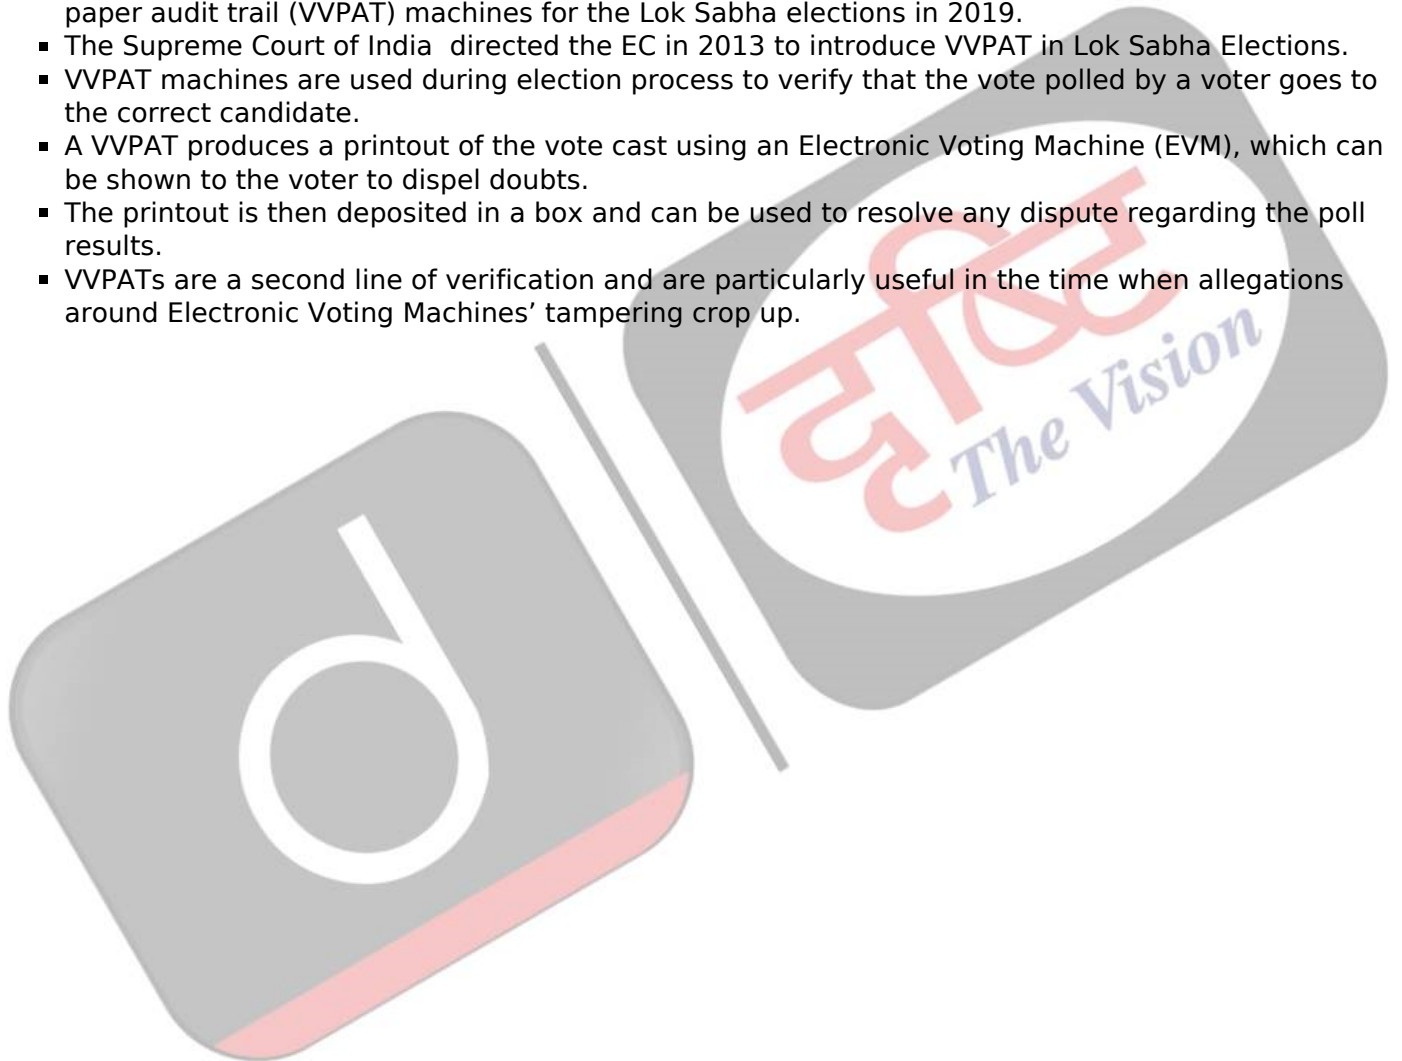 paper audit trail (VVPAT) machines for the Lok Sabha elections in 2019.
▪ The Supreme Court of India  directed the EC in 2013 to introduce VVPAT in Lok Sabha Elections.
▪ VVPAT machines are used during election process to verify that the vote polled by a voter goes to
the correct candidate.
▪ A VVPAT produces a printout of the vote cast using an Electronic Voting Machine (EVM), which can
be shown to the voter to dispel doubts.
▪ The printout is then deposited in a box and can be used to resolve any dispute regarding the poll
results.
▪ VVPATs are a second line of verification and are particularly useful in the time when allegations
around Electronic Voting Machines’ tampering crop up.
दृष्टि
The Vision
d